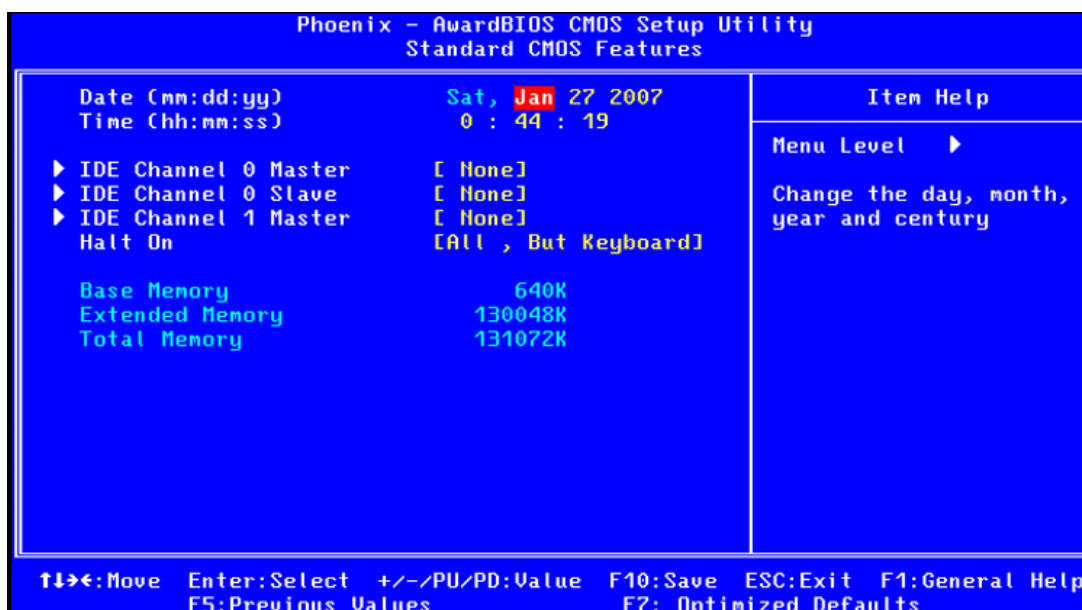 Phoenix - AwardBIOS CMOS Setup Utility
Standard CMOS Features
Date (mm:dd:yy) Sat, Jan 27 2007
Time (hh:mm:ss) 0 : 44 : 19
IDE Channel 0 Master [ None]
IDE Channel 0 Slave [ None]
IDE Channel 1 Master [ None]
Halt On [All , But Keyboard]
Base Memory 640K
Extended Memory 130048K
Total Memory 131072K
Item Help
Menu Level
Change the day, month,
year and century
↑↓→←:Move Enter:Select +/-/PU/PD:Value F10:Save ESC:Exit F1:General Help
F5:Previous Values F7: Optimized Defaults